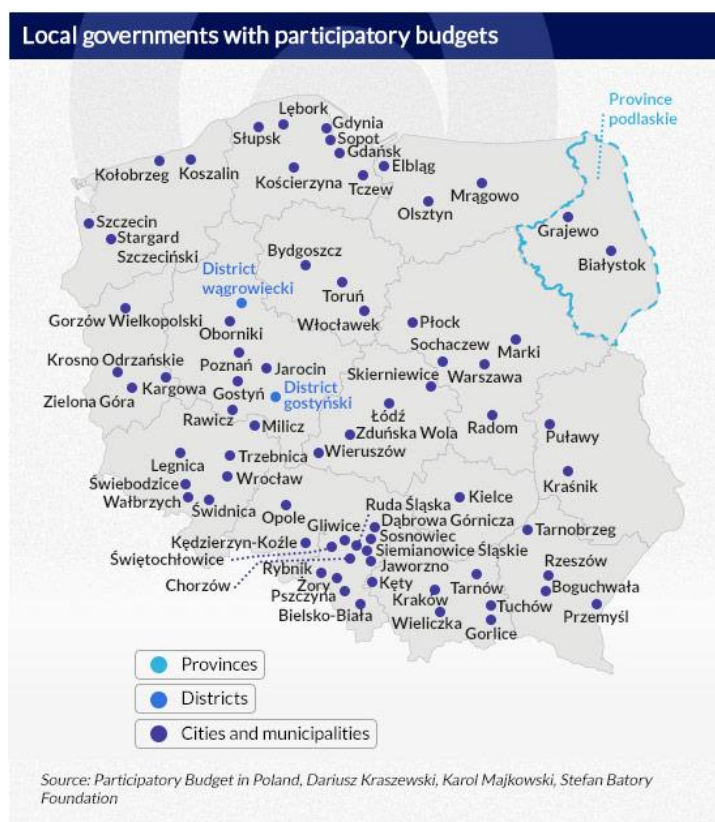 Local governments with participatory budgets
Province
podlaskie
Lębork
Gdynia
Słupsk
Sopot
Gdańsk
Elbląg
Kołobrzeg
Koszalin
Kościerzyna
Tczew
Mrągowo
Olsztyn
Szczecin
Stargard
Szczeciński
Grajewo
Białystok
Bydgoszcz
District
wągrowiecki
Toruń
Gorzów Wielkopolski
Oborniki
Włocławek
Płock
Sochaczew
Marki
Krosno Odrzańskie
Poznań
Jarocin
Skierniewice
Warszawa
Kargowa
Gostyń
District
gostyński
Zielona Góra
Rawicz
Milicz
Łódź
Zduńska Wola
Radom
Puławy
Legnica
Trzebnica
Wieruszów
Świebodzice
Wrocław
Kraśnik
Wałbrzych
Świdnica
Opole
Ruda Śląska
Kielce
Gliwice
Dąbrowa Górnicza
Tarnobrzeg
Kędzierzyn-Koźle
Sosnowiec
Siemianowice Śląskie
Świętochłowice
Rybnik
Jaworzno
Rzeszów
Chorzów
Żory
Kęty
Tarnów
Boguchwała
Pszczyna
Kraków
Tuchów
Przemyśl
Bielsko-Biała
Wieliczka
Gorlice
Provinces
Districts
Cities and municipalities
Source: Participatory Budget in Poland, Dariusz Kraszewski, Karol Majkowski, Stefan Batory
Foundation